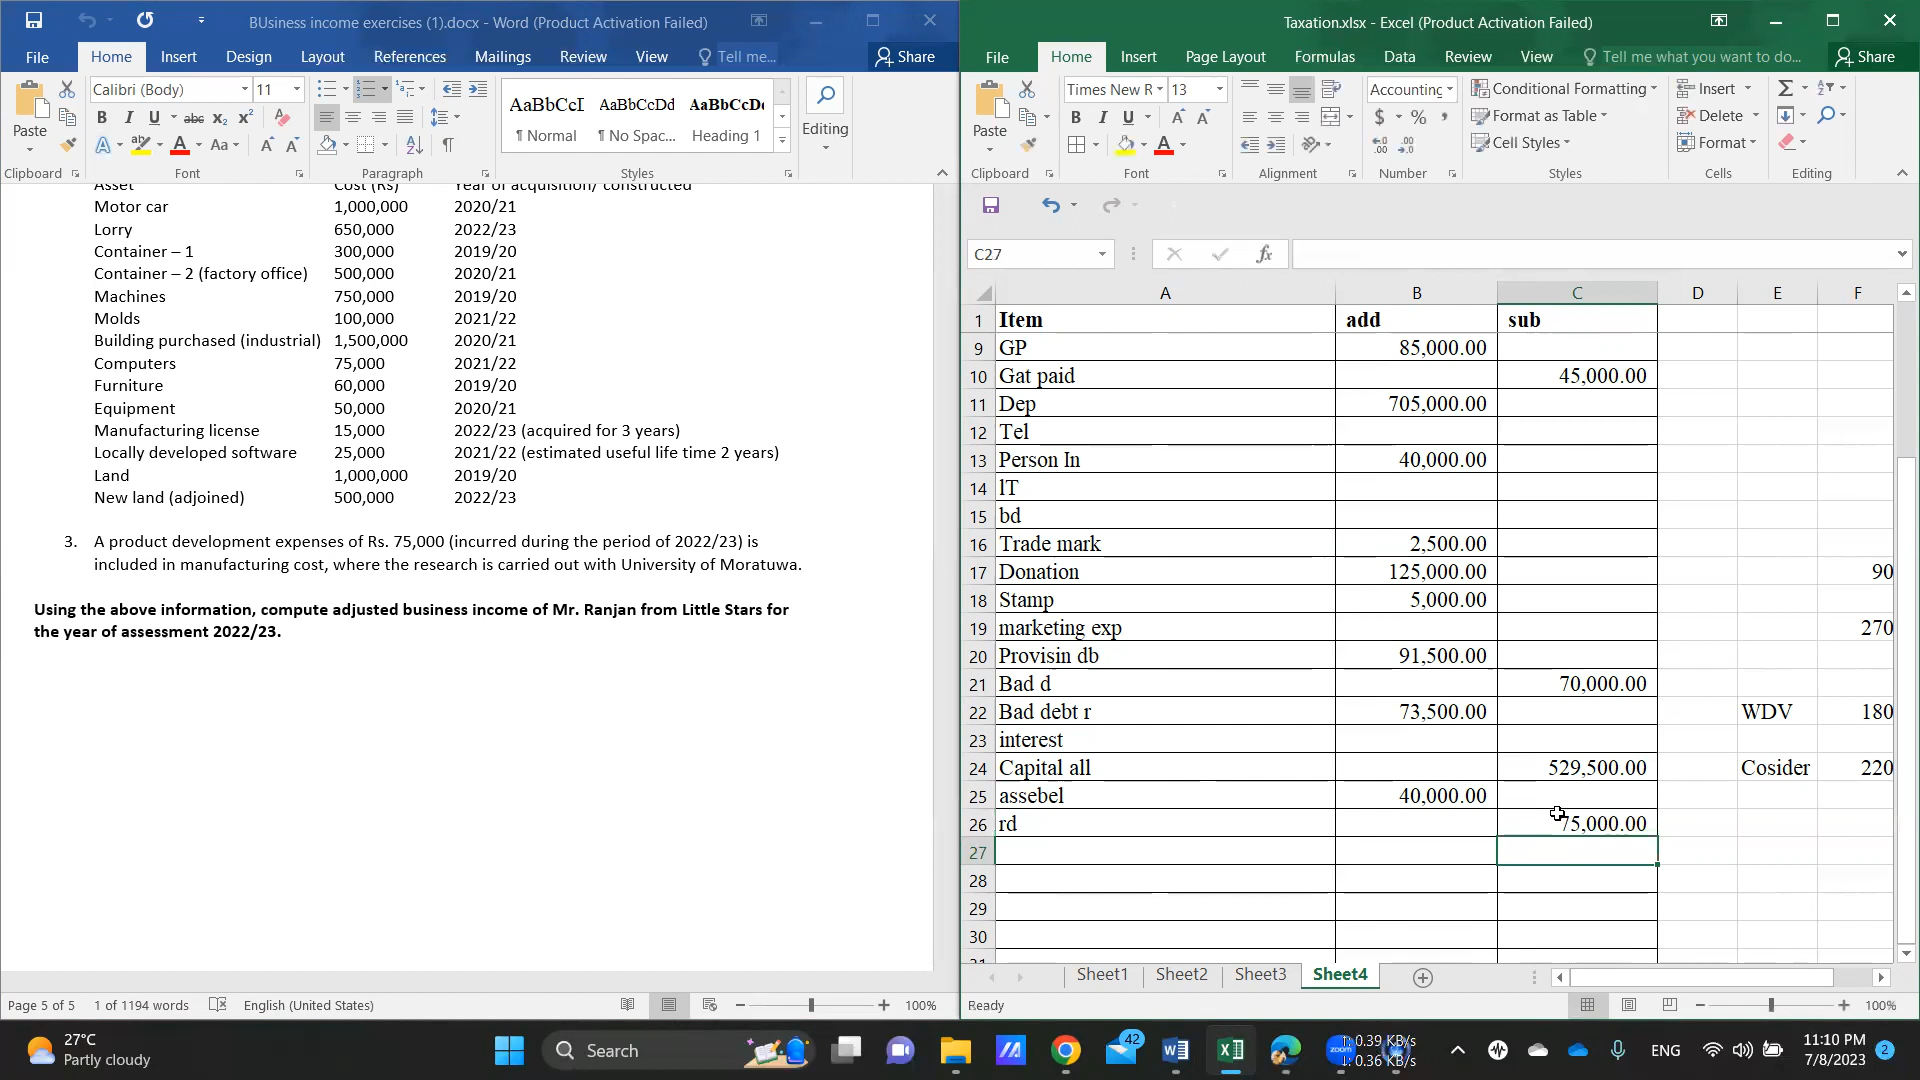 BUsiness income exercises (1).docx - Word (Product Activation Failed)
File Home Insert Design Layout References Mailings Review View Tell me... Share
Paste
Calibri (Body) 11
Editing
AaBbCcI AaBbCcDd AaBbCcDc
¶ Normal ¶ No Spac... Heading 1
Clipboard Font Paragraph Styles
Asset Cost (Rs) Year of acquisition/ constructed
Motor car 1,000,000 2020/21
Lorry 650,000 2022/23
Container – 1 300,000 2019/20
Container – 2 (factory office) 500,000 2020/21
Machines 750,000 2019/20
Molds 100,000 2021/22
Building purchased (industrial) 1,500,000 2020/21
Computers 75,000 2021/22
Furniture 60,000 2019/20
Equipment 50,000 2020/21
Manufacturing license 15,000 2022/23 (acquired for 3 years)
Locally developed software 25,000 2021/22 (estimated useful life time 2 years)
Land 1,000,000 2019/20
New land (adjoined) 500,000 2022/23
3. A product development expenses of Rs. 75,000 (incurred during the period of 2022/23) is
included in manufacturing cost, where the research is carried out with University of Moratuwa.
Using the above information, compute adjusted business income of Mr. Ranjan from Little Stars for
the year of assessment 2022/23.
Page 5 of 5 1 of 1194 words English (United States) 100%
Taxation.xlsx - Excel (Product Activation Failed)
File Home Insert Page Layout Formulas Data Review View Tell me what you want to do... Share
Paste
Times New R 13
Accounting
Conditional Formatting
Format as Table
Cell Styles
Insert
Delete
Format
Clipboard Font Alignment Number Styles Cells Editing
C27 fx
A B C D E F
1 Item add sub
9 GP 85,000.00
10 Gat paid 45,000.00
11 Dep 705,000.00
12 Tel
13 Person In 40,000.00
14 lT
15 bd
16 Trade mark 2,500.00
17 Donation 125,000.00 90
18 Stamp 5,000.00
19 marketing exp 270
20 Provisin db 91,500.00
21 Bad d 70,000.00
22 Bad debt r 73,500.00 WDV 180
23 interest
24 Capital all 529,500.00 Cosider 220
25 assebel 40,000.00
26 rd 75,000.00
27
28
29
30
Sheet1 Sheet2 Sheet3 Sheet4
Ready 100%
27°C
Partly cloudy
Search
42
zoom
0.39 KB/s
0.36 KB/s
ENG
11:10 PM
7/8/2023
2